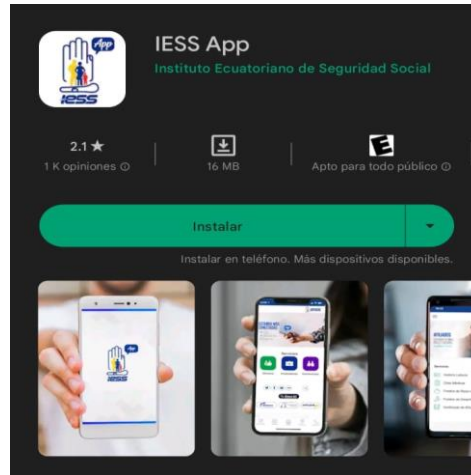 App
IESS
IESS App
Instituto Ecuatoriano de Seguridad Social
2.1 ★
1 K opiniones
16 MB
E
Apto para todo público
Instalar
Instalar en teléfono. Más dispositivos disponibles.